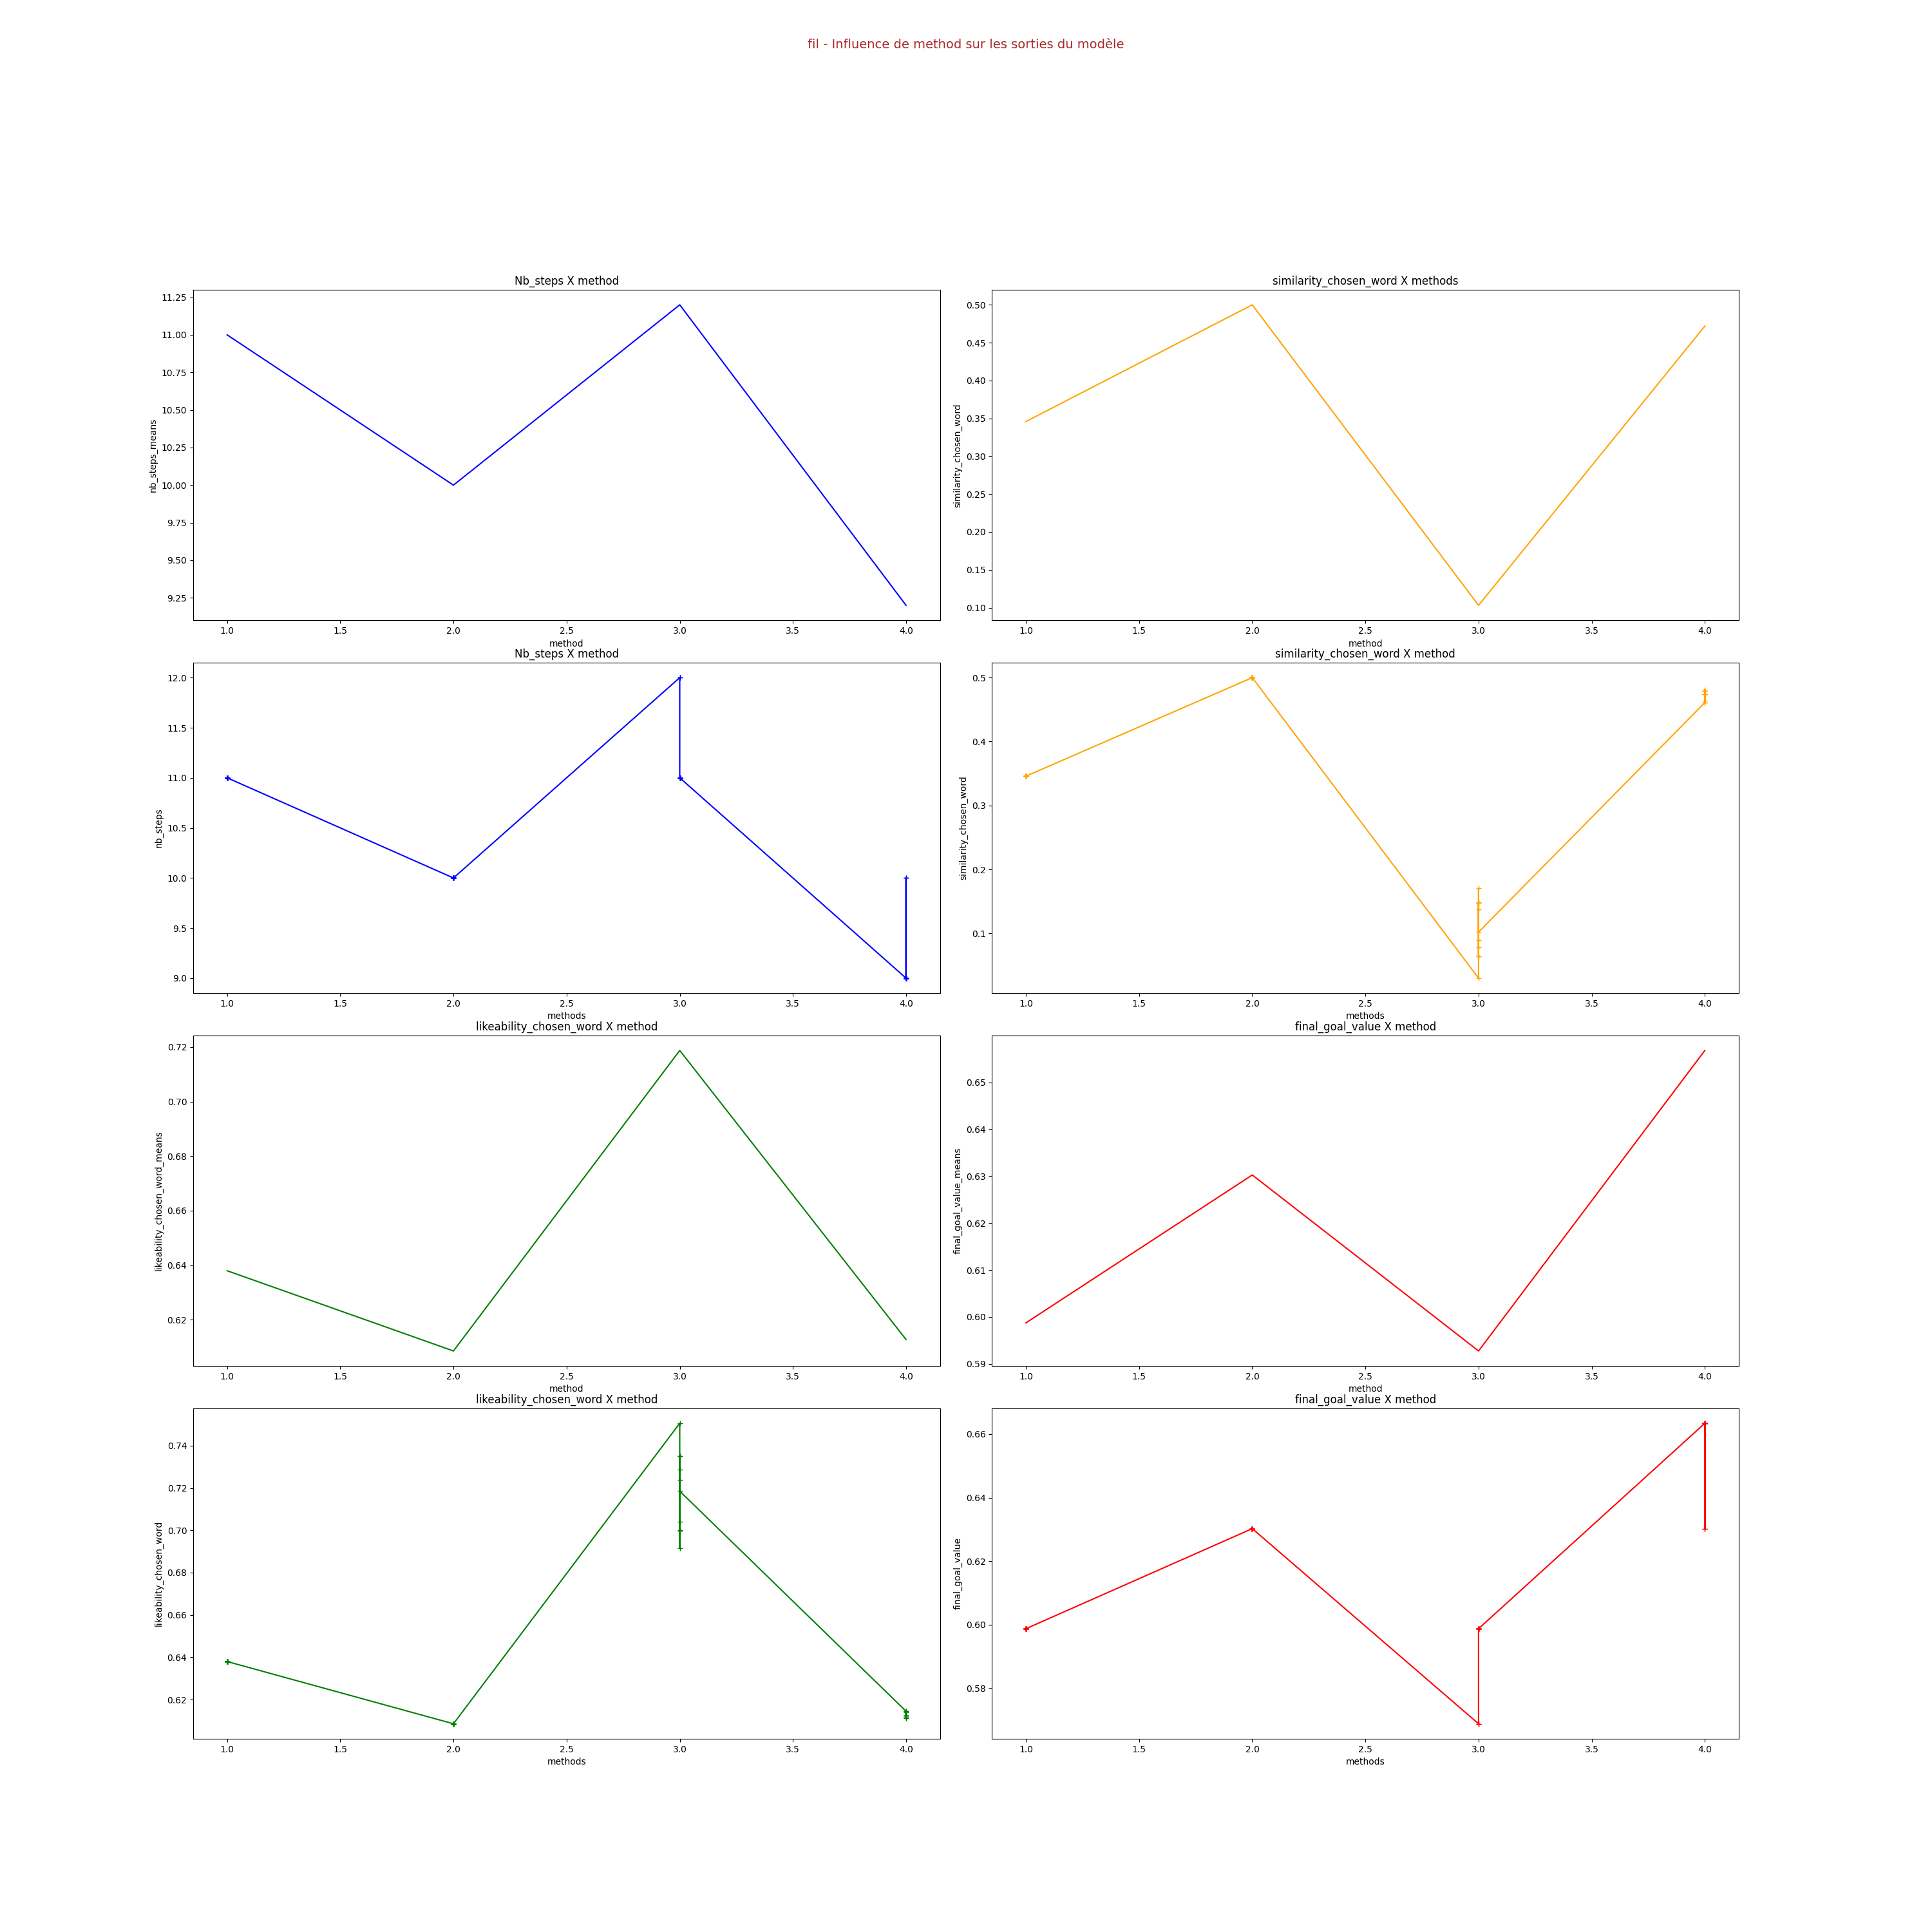 fil - Influence de method sur les sorties du modèle
Nb_steps X method
11.25
11.00
10.75
10.50
10.25
10.00
9.75
9.50
9.25
nb_steps_means
1.0 1.5 2.0 2.5 3.0 3.5 4.0
method
similarity_chosen_word X methods
0.50
0.45
0.40
0.35
0.30
0.25
0.20
0.15
0.10
similarity_chosen_word
1.0 1.5 2.0 2.5 3.0 3.5 4.0
method
Nb_steps X method
12.0
11.5
11.0
10.5
10.0
9.5
9.0
nb_steps
1.0 1.5 2.0 2.5 3.0 3.5 4.0
methods
similarity_chosen_word X method
0.5
0.4
0.3
0.2
0.1
similarity_chosen_word
1.0 1.5 2.0 2.5 3.0 3.5 4.0
methods
likeability_chosen_word X method
0.72
0.70
0.68
0.66
0.64
0.62
likeability_chosen_word_means
1.0 1.5 2.0 2.5 3.0 3.5 4.0
method
final_goal_value X method
0.65
0.64
0.63
0.62
0.61
0.60
0.59
final_goal_value_means
1.0 1.5 2.0 2.5 3.0 3.5 4.0
method
likeability_chosen_word X method
0.74
0.72
0.70
0.68
0.66
0.64
0.62
likeability_chosen_word
1.0 1.5 2.0 2.5 3.0 3.5 4.0
methods
final_goal_value X method
0.66
0.64
0.62
0.60
0.58
final_goal_value
1.0 1.5 2.0 2.5 3.0 3.5 4.0
methods